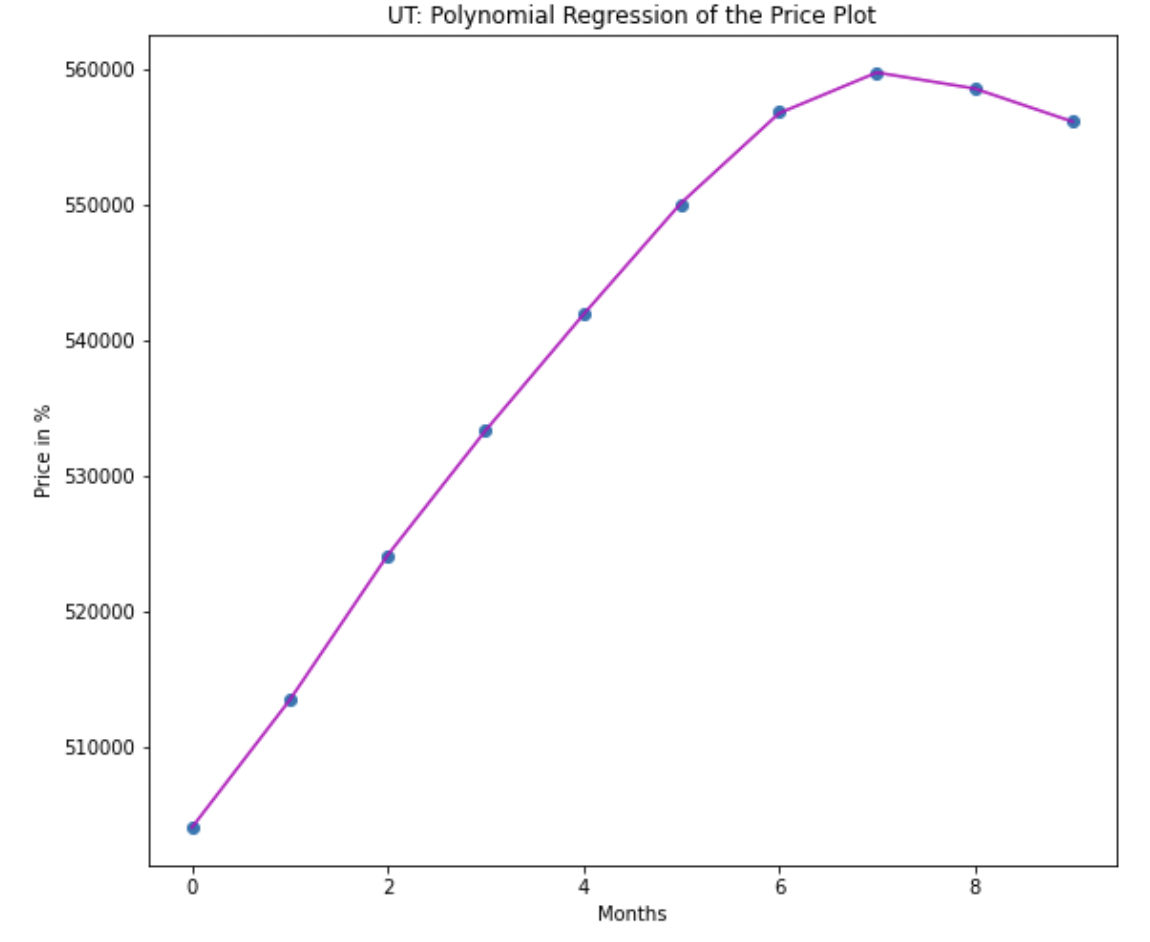 UT: Polynomial Regression of the Price Plot
560000
550000
540000
530000
520000
510000
Price in %
0 2 4 6 8
Months